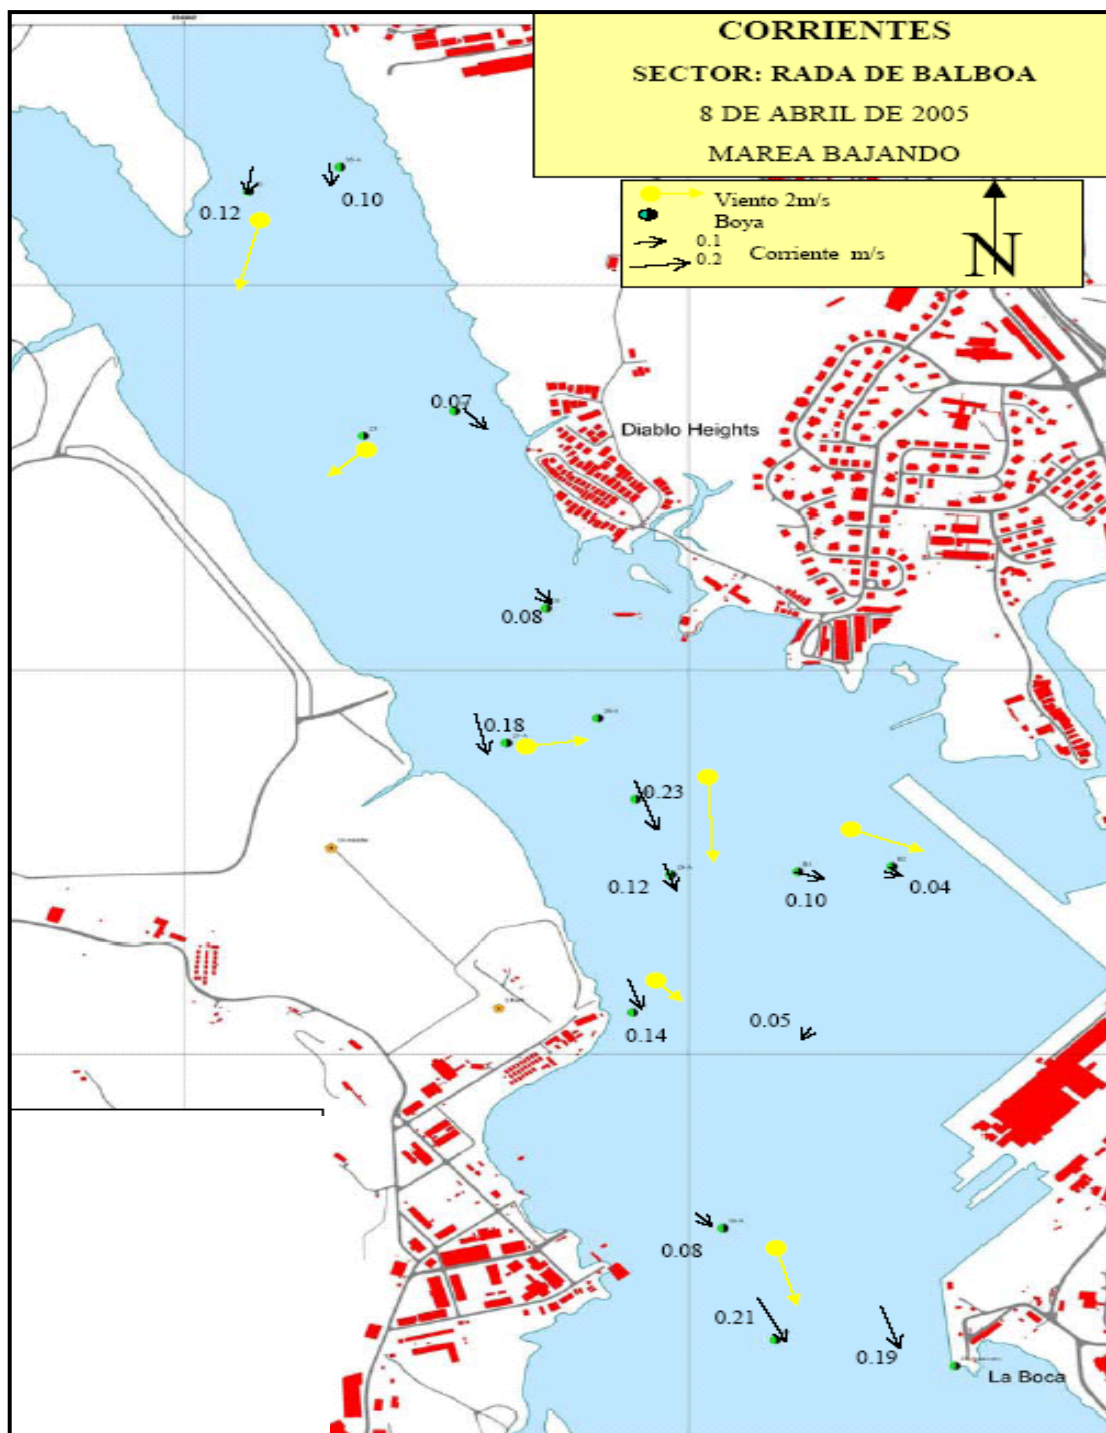 CORRIENTES
SECTOR: RADA DE BALBOA
8 DE ABRIL DE 2005
MAREA BAJANDO
Viento 2m/s
Boya
0.1
0.2 Corriente m/s
N
0.12
0.10
0.07
Diablo Heights
0.08
0.18
0.23
0.12
0.10
0.04
0.14
0.05
0.08
0.21
0.19
La Boca